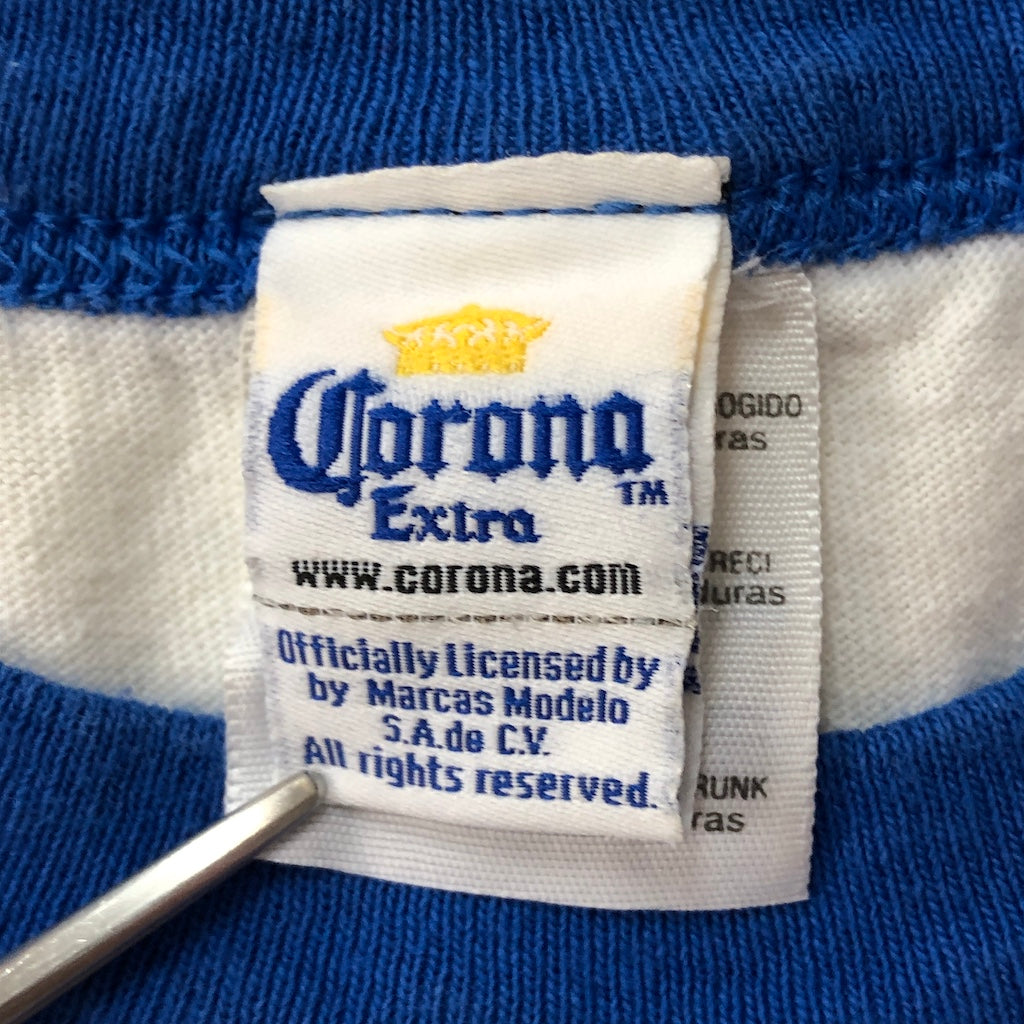 Corona
TM
Extra
www.corona.com
Officially Licensed by
by Marcas Modelo
S.A.de C.V.
All rights reserved.